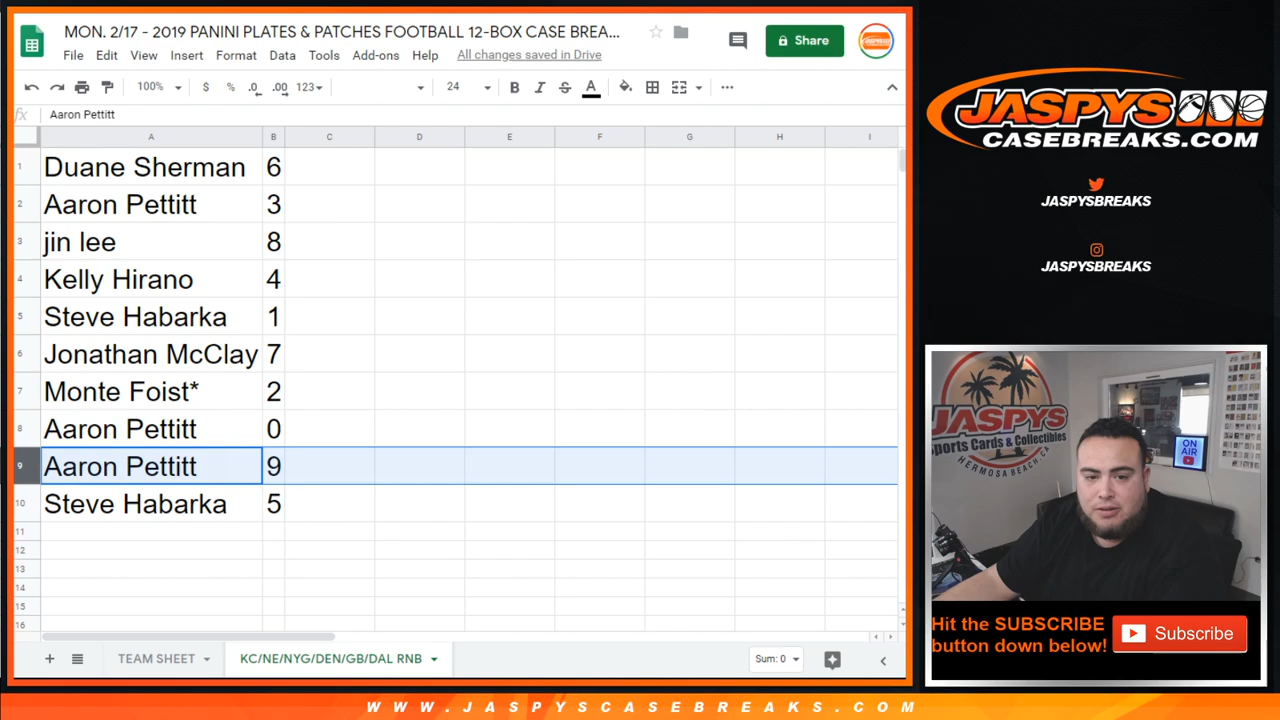 MON. 2/17 - 2019 PANINI PLATES & PATCHES FOOTBALL 12-BOX CASE BREA...
File Edit View Insert Format Data Tools Add-ons Help All changes saved in Drive
Share
100% $ % .0 .00 123 24 B I S A
fx Aaron Pettitt
A B C D E F G H I
1 Duane Sherman 6
2 Aaron Pettitt 3
3 jin lee 8
4 Kelly Hirano 4
5 Steve Habarka 1
6 Jonathan McClay 7
7 Monte Foist* 2
8 Aaron Pettitt 0
9 Aaron Pettitt 9
10 Steve Habarka 5
11
12
13
14
15
16
TEAM SHEET KC/NE/NYG/DEN/GB/DAL RNB Sum: 0
JASPYS
CASEBREAKS.COM
JASPYSBREAKS
JASPYSBREAKS
JASPYS
Sports Cards & Collectibles
HERMOSA BEACH, CA
ON
AIR
Hit the SUBSCRIBE
button down below!
Subscribe
WWW.JASPYSCASEBREAKS.COM